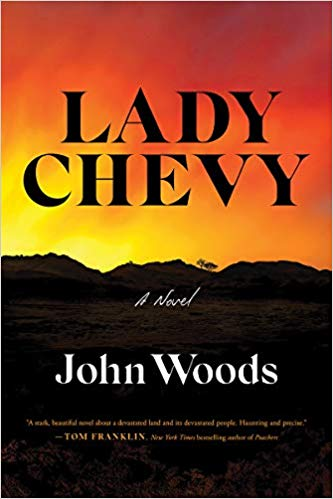 LADY
CHEVY
A Novel
John Woods
"A stark, beautiful novel about a devastated land and its devastated people. Haunting and precise."
—TOM FRANKLIN, New York Times bestselling author of Poachers